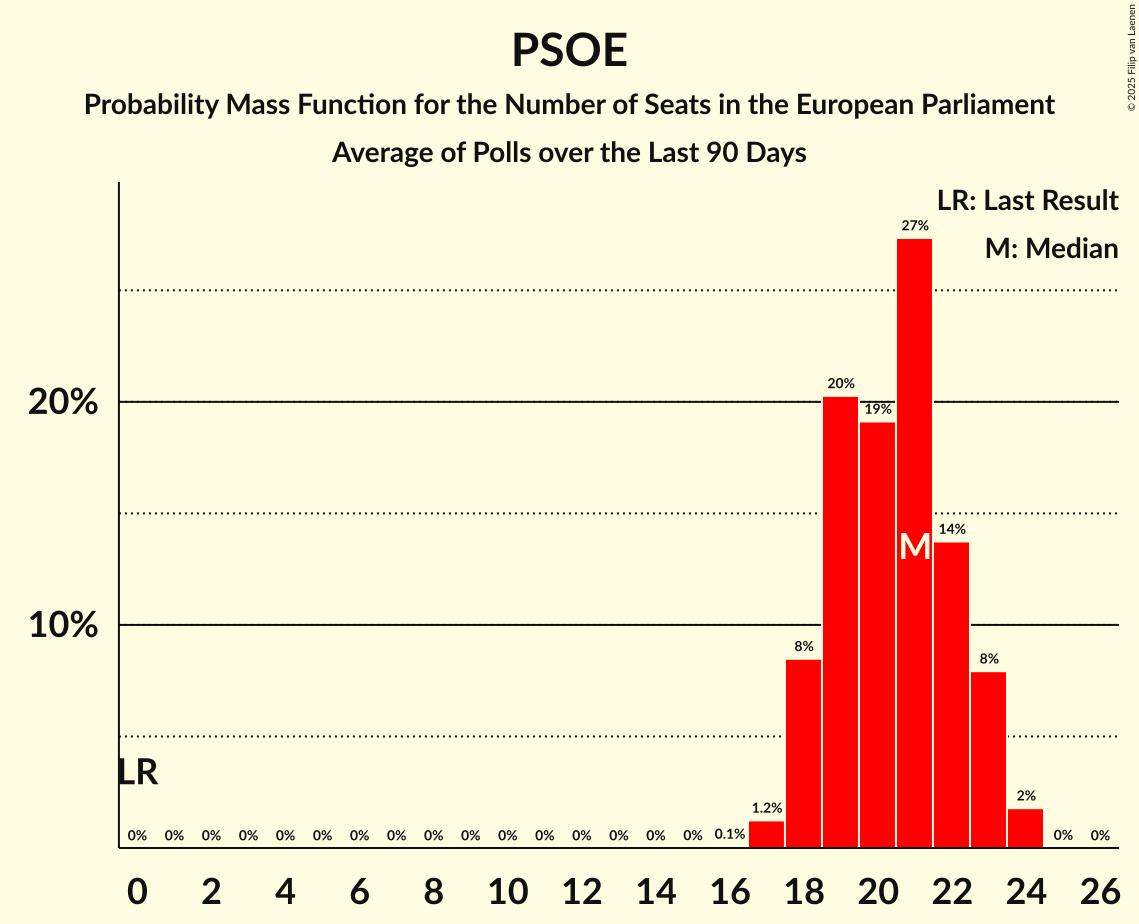 PSOE
Probability Mass Function for the Number of Seats in the European Parliament
Average of Polls over the Last 90 Days
© 2025 Filip van Laenen
LR: Last Result
M: Median
20%
10%
LR
M
0% 0% 0% 0% 0% 0% 0% 0% 0% 0% 0% 0% 0% 0% 0% 0% 0.1% 1.2% 8% 20% 19% 27% 14% 8% 2% 0% 0%
0 2 4 6 8 10 12 14 16 18 20 22 24 26